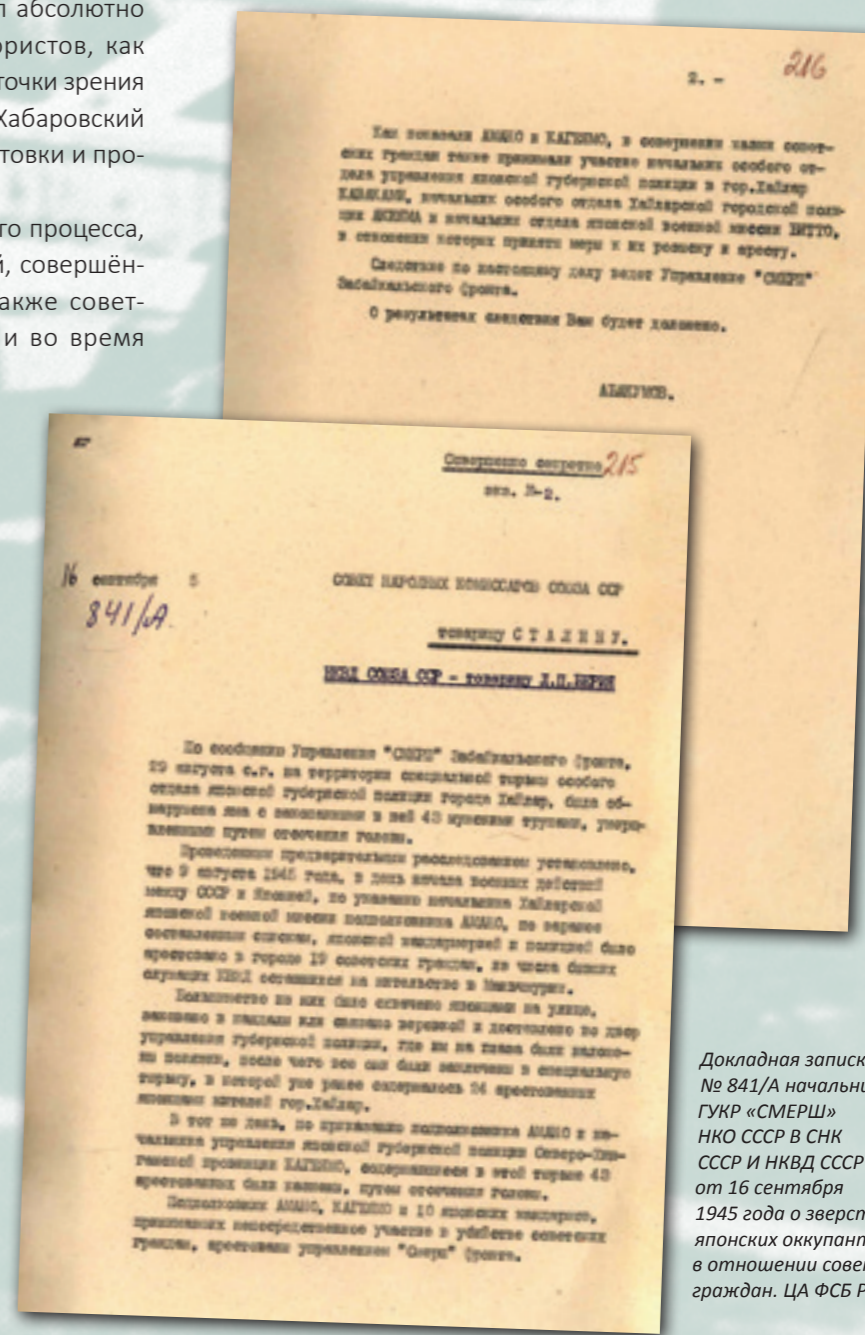 абсолютно
ористов, как
точки зрения
Хабаровский
товки и про-
го процесса,
й, совершён-
также совет-
и во время
2. -
216
Как показали АМАНО и КАГЕЯМО, в совершении казни совет-
ских граждан также принимали участие начальник особого от-
дела управления японской губернской полиции в гор.Хайлар
КАВАКАМИ, начальник особого отдела Хайларской городской поли-
ции и начальник отдела японской военной миссии
в отношении которых приняты меры к их розыску и аресту.
Следствие по настоящему делу ведет Управление "СМЕРШ"
Забайкальского фронта.
О результатах следствия Вам будет доложено.
АБАКУМОВ.
Совершенно секретно
215
экз. №-2.
16 сентября 5
841/А
СОВЕТ НАРОДНЫХ КОМИССАРОВ СОЮЗА ССР
товарищу С Т А Л И Н У.
НКВД СОЮЗА ССР - товарищу Л.П.БЕРИЯ
По сообщению Управления "СМЕРШ" Забайкальского фронта,
29 августа с.г. на территории специальной тюрьмы особого
отдела японской губернской полиции города Хайлар, была об-
наружена яма с закопанными в ней 43 мужскими трупами, умерщ-
вленными путем отсечения головы.
Проведенным предварительным расследованием установлено,
что 9 августа 1945 года, в день начала военных действий
между СССР и Японией, по указанию начальника Хайларской
японской военной миссии подполковника АМАНО, по заранее
составленным спискам, японской жандармерией и полицией было
арестовано в городе 19 советских граждан, из числа бывших
служащих КВЖД оставшихся на жительство в Манчжурии.
Большинство из них было схвачено японцами на улице,
заковано в кандалы или связано веревкой и доставлено во двор
управления губернской полиции, где им на глаза были наложе-
ны повязки, после чего все они были заключены в специальную
тюрьму, в которой уже ранее содержалось 24 арестованных
японцами жителей гор.Хайлар.
В тот же день, по приказанию подполковника АМАНО и на-
чальника управления японской губернской полиции Северо-Хин-
ганской провинции КАГЕЯМО, содержавшиеся в этой тюрьме 43
арестованных были казнены, путем отсечения головы.
Подполковник АМАНО, КАГЕЯМО и 10 японских жандармов,
принимавших непосредственное участие в убийстве советских
граждан, арестованы управлением "Смерш" фронта.
Докладная записк
№ 841/А начальни
ГУКР «СМЕРШ»
НКО СССР В СНК
СССР И НКВД СССР
от 16 сентября
1945 года о зверст
японских оккупант
в отношении совет
граждан. ЦА ФСБ Р